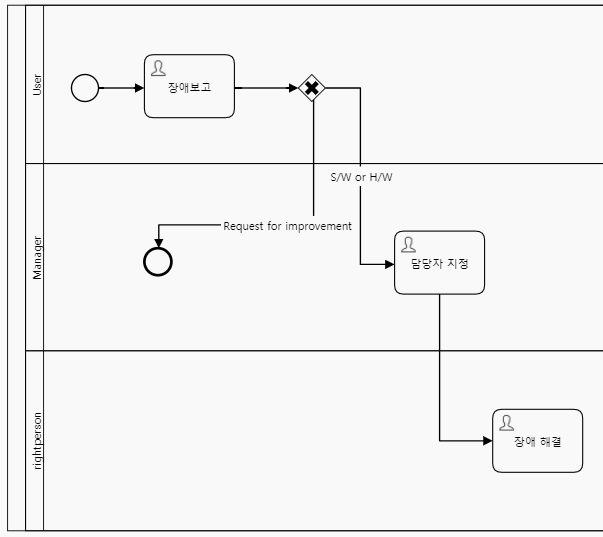 User
장애보고
S/W or H/W
Manager
Request for improvement
담당자 지정
rightperson
장애 해결